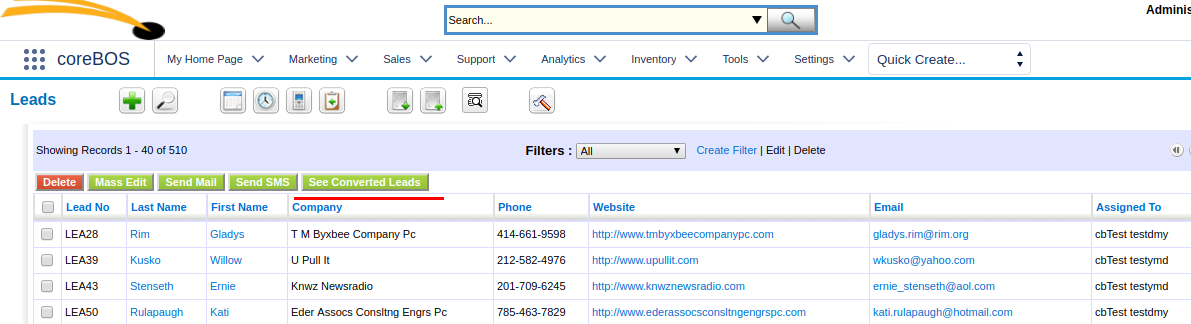 Search...
Adminis
coreBOS My Home Page Marketing Sales Support Analytics Inventory Tools Settings Quick Create...
Leads
Showing Records 1 - 40 of 510 Filters : All Create Filter | Edit | Delete
Delete Mass Edit Send Mail Send SMS See Converted Leads
Lead No Last Name First Name Company Phone Website Email Assigned To
LEA28 Rim Gladys T M Byxbee Company Pc 414-661-9598 http://www.tmbyxbeecompanypc.com gladys.rim@rim.org cbTest testdmy
LEA39 Kusko Willow U Pull It 212-582-4976 http://www.upullit.com wkusko@yahoo.com cbTest testymd
LEA43 Stenseth Ernie Knwz Newsradio 201-709-6245 http://www.knwznewsradio.com ernie_stenseth@aol.com cbTest testymd
LEA50 Rulapaugh Kati Eder Assocs Consltng Engrs Pc 785-463-7829 http://www.ederassocsconsltngengrspc.com kati.rulapaugh@hotmail.com cbTest testdmy